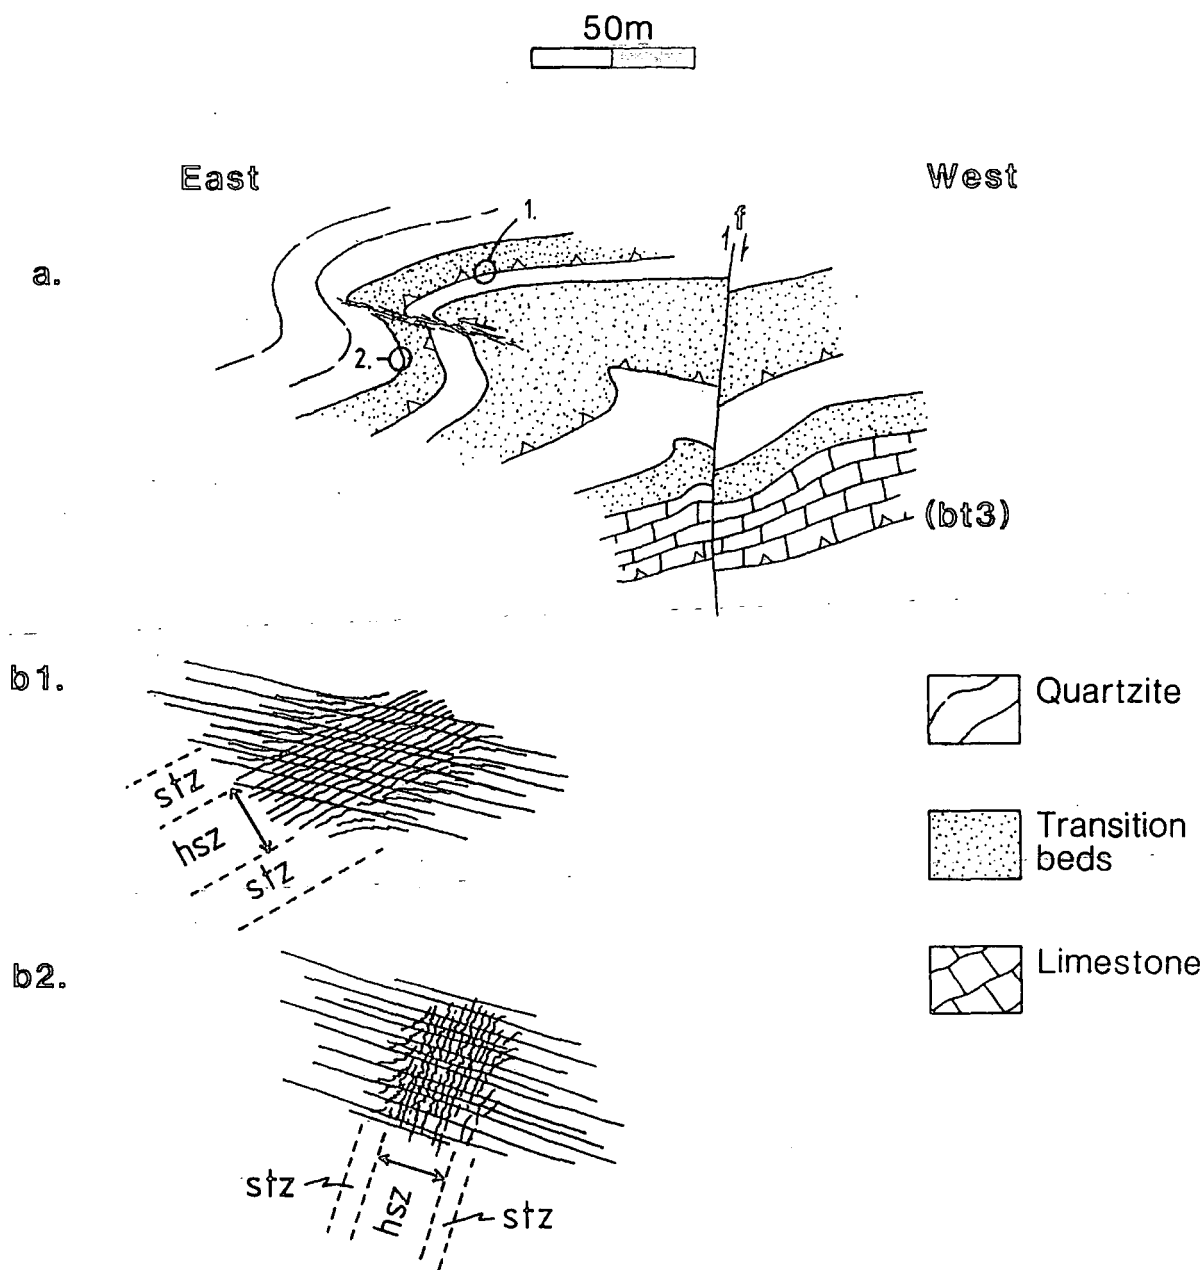 50m
East
West
a.
1.
f
2.
(bt3)
b1.
stz
hsz
stz
Quartzite
Transition
beds
Limestone
b2.
stz
hsz
stz